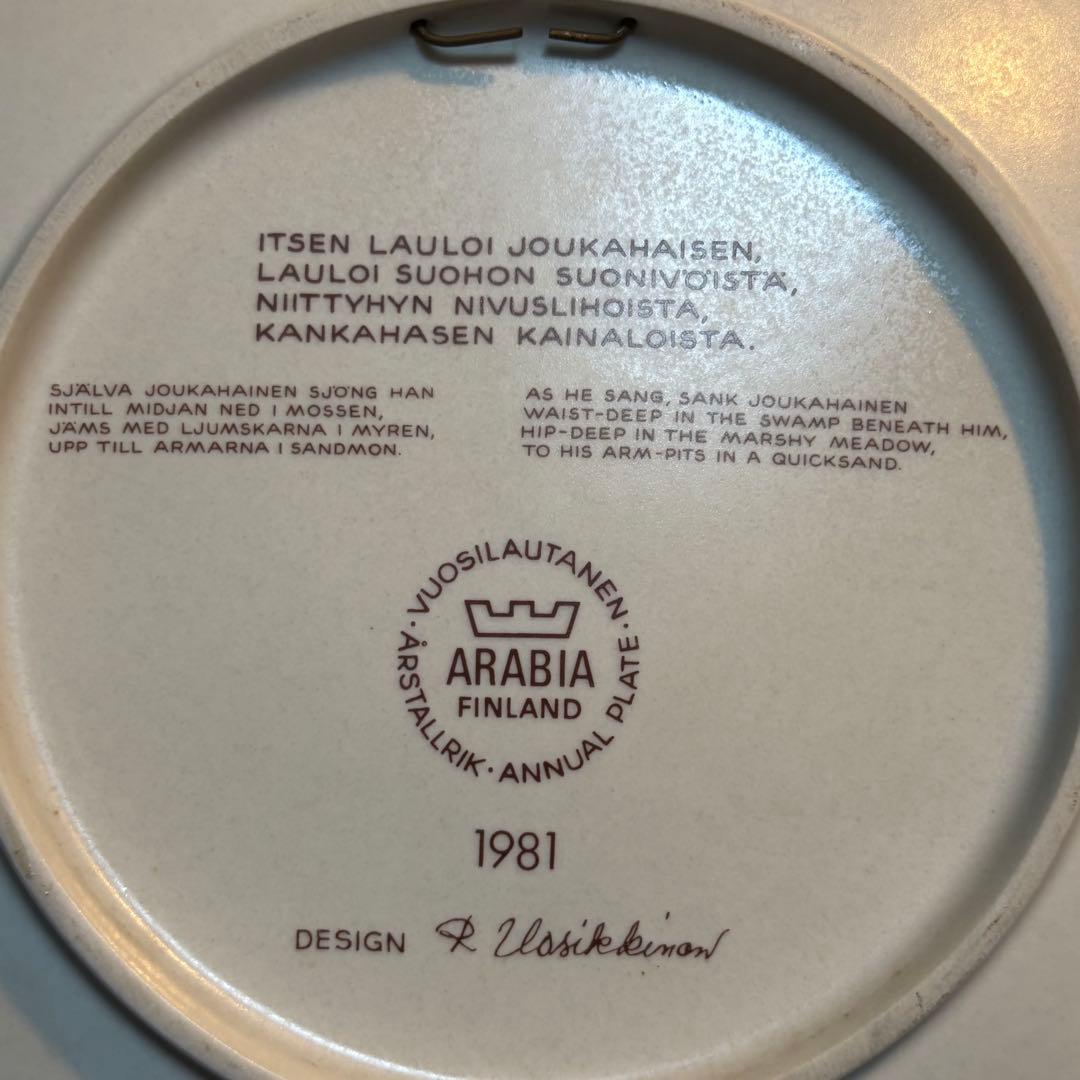 ITSEN LAULOI JOUKAHAISEN,
LAULOI SUOHON SUONIVÖISTÄ,
NIITTYHYN NIVUSLIHOISTA,
KANKAHASEN KAINALOISTA.
SJÄLVA JOUKAHAINEN SJÖNG HAN
INTILL MIDJAN NED I MOSSEN,
JÄMS MED LJUMSKARNA I MYREN,
UPP TILL ARMARNA I SANDMON.
AS HE SANG, SANK JOUKAHAINEN
WAIST-DEEP IN THE SWAMP BENEATH HIM,
HIP-DEEP IN THE MARSHY MEADOW,
TO HIS ARM-PITS IN A QUICKSAND.
· VUOSILAUTANEN ·
ARABIA
FINLAND
ÅRSTALLRIK · ANNUAL PLATE
1981
DESIGN R Uosikkinen